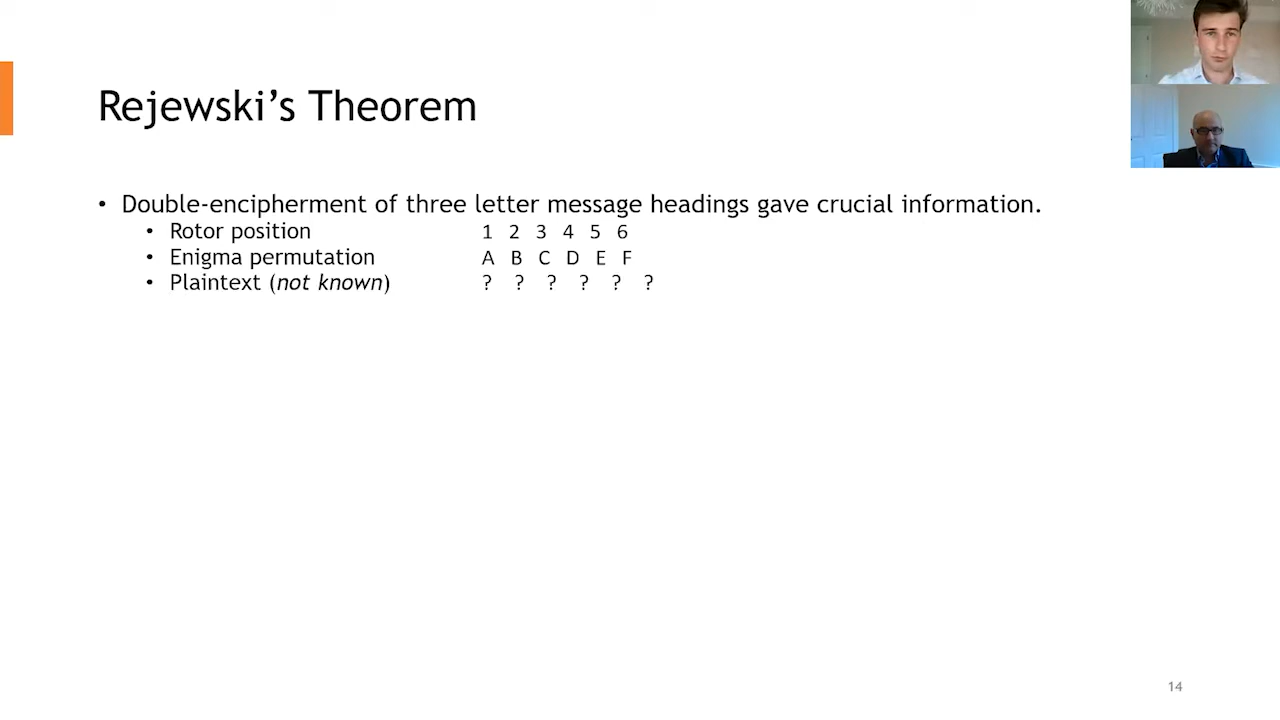 Rejewski's Theorem
• Double-encipherment of three letter message headings gave crucial information.
• Rotor position 1 2 3 4 5 6
• Enigma permutation A B C D E F
• Plaintext (not known) ? ? ? ? ? ?
14